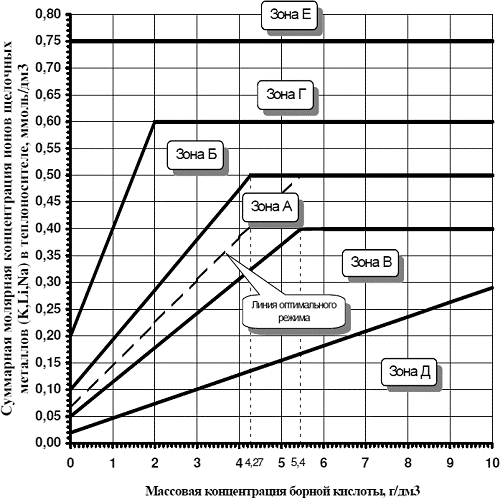 Суммарная молярная концентрация ионов щелочных
металлов (K,Li,Na) в теплоносителе, ммоль/дм3
0,80
0,75
0,70
0,65
0,60
0,55
0,50
0,45
0,40
0,35
0,30
0,25
0,20
0,15
0,10
0,05
0,00
Зона Е
Зона Г
Зона Б
Зона А
Зона В
Линия оптимального
режима
Зона Д
0 1 2 3 4 4,27 5 5,4 6 7 8 9 10
Массовая концентрация борной кислоты, г/дм3